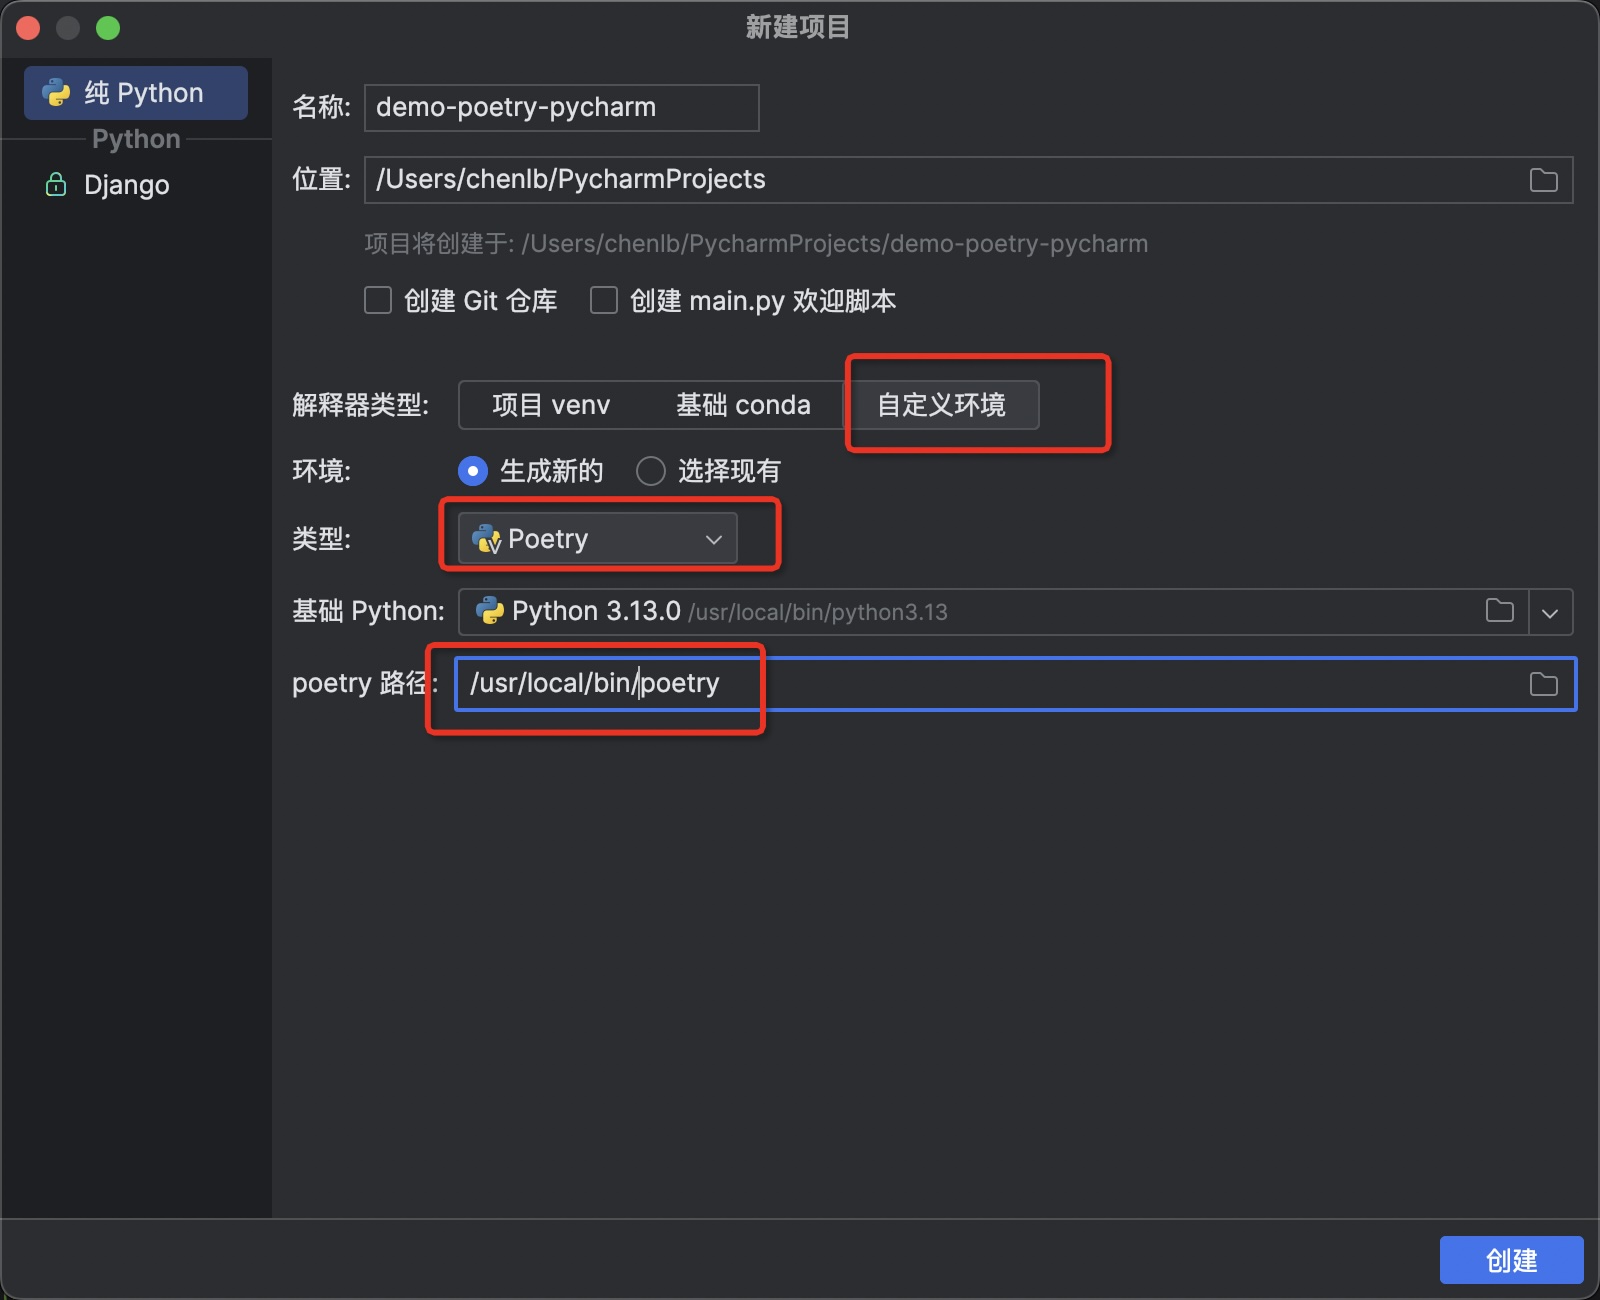 新建项目
纯 Python
Python
Django
名称: demo-poetry-pycharm
位置: /Users/chenlb/PycharmProjects
项目将创建于: /Users/chenlb/PycharmProjects/demo-poetry-pycharm
创建 Git 仓库 创建 main.py 欢迎脚本
解释器类型: 项目 venv 基础 conda 自定义环境
环境: 生成新的 选择现有
类型: Poetry
基础 Python: Python 3.13.0 /usr/local/bin/python3.13
poetry 路径: /usr/local/bin/poetry
创建